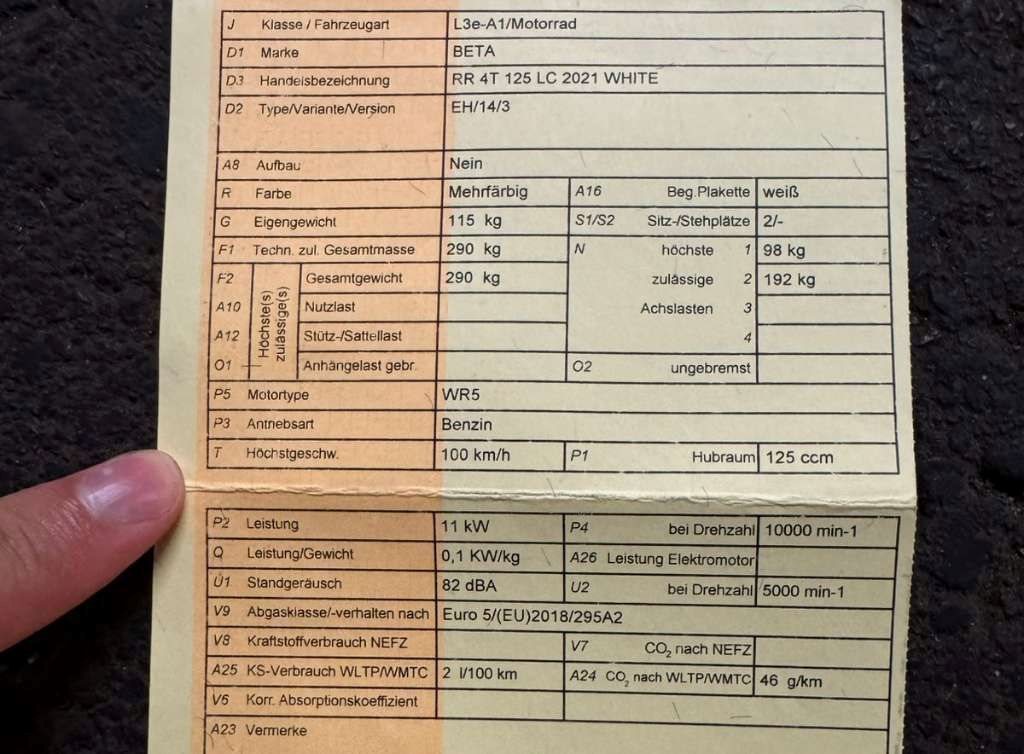 J Klasse / Fahrzeugart L3e-A1/Motorrad
D1 Marke BETA
D3 Handelsbezeichnung RR 4T 125 LC 2021 WHITE
D2 Type/Variante/Version EH/14/3
A8 Aufbau Nein
R Farbe Mehrfärbig A16 Beg.Plakette weiß
G Eigengewicht 115 kg S1/S2 Sitz-/Stehplätze 2/-
F1 Techn. zul. Gesamtmasse 290 kg N höchste 1 98 kg
F2 Höchste(s) zulässige(s) Gesamtgewicht 290 kg zulässige 2 192 kg
A10 Nutzlast Achslasten 3
A12 Stütz-/Sattellast 4
O1 Anhängelast gebr. O2 ungebremst
P5 Motortype WR5
P3 Antriebsart Benzin
T Höchstgeschw. 100 km/h P1 Hubraum 125 ccm
P2 Leistung 11 kW P4 bei Drehzahl 10000 min-1
Q Leistung/Gewicht 0,1 KW/kg A26 Leistung Elektromotor
U1 Standgeräusch 82 dBA U2 bei Drehzahl 5000 min-1
V9 Abgasklasse/-verhalten nach Euro 5/(EU)2018/295A2
V8 Kraftstoffverbrauch NEFZ V7 CO₂ nach NEFZ
A25 KS-Verbrauch WLTP/WMTC 2 l/100 km A24 CO₂ nach WLTP/WMTC 46 g/km
V6 Korr. Absorptionskoeffizient
A23 Vermerke